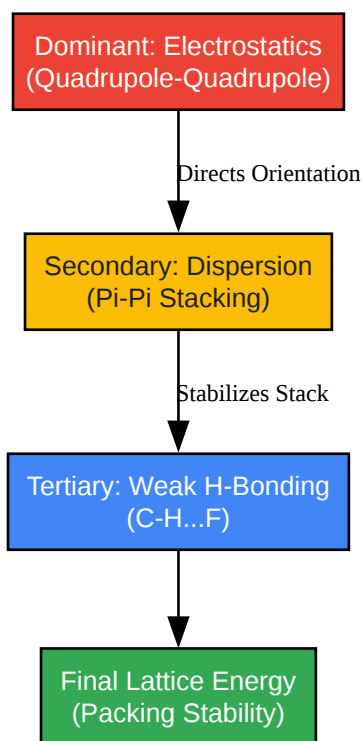 Dominant: Electrostatics
(Quadrupole-Quadrupole)
Directs Orientation
Secondary: Dispersion
(Pi-Pi Stacking)
Stabilizes Stack
Tertiary: Weak H-Bonding
(C-H...F)
Final Lattice Energy
(Packing Stability)